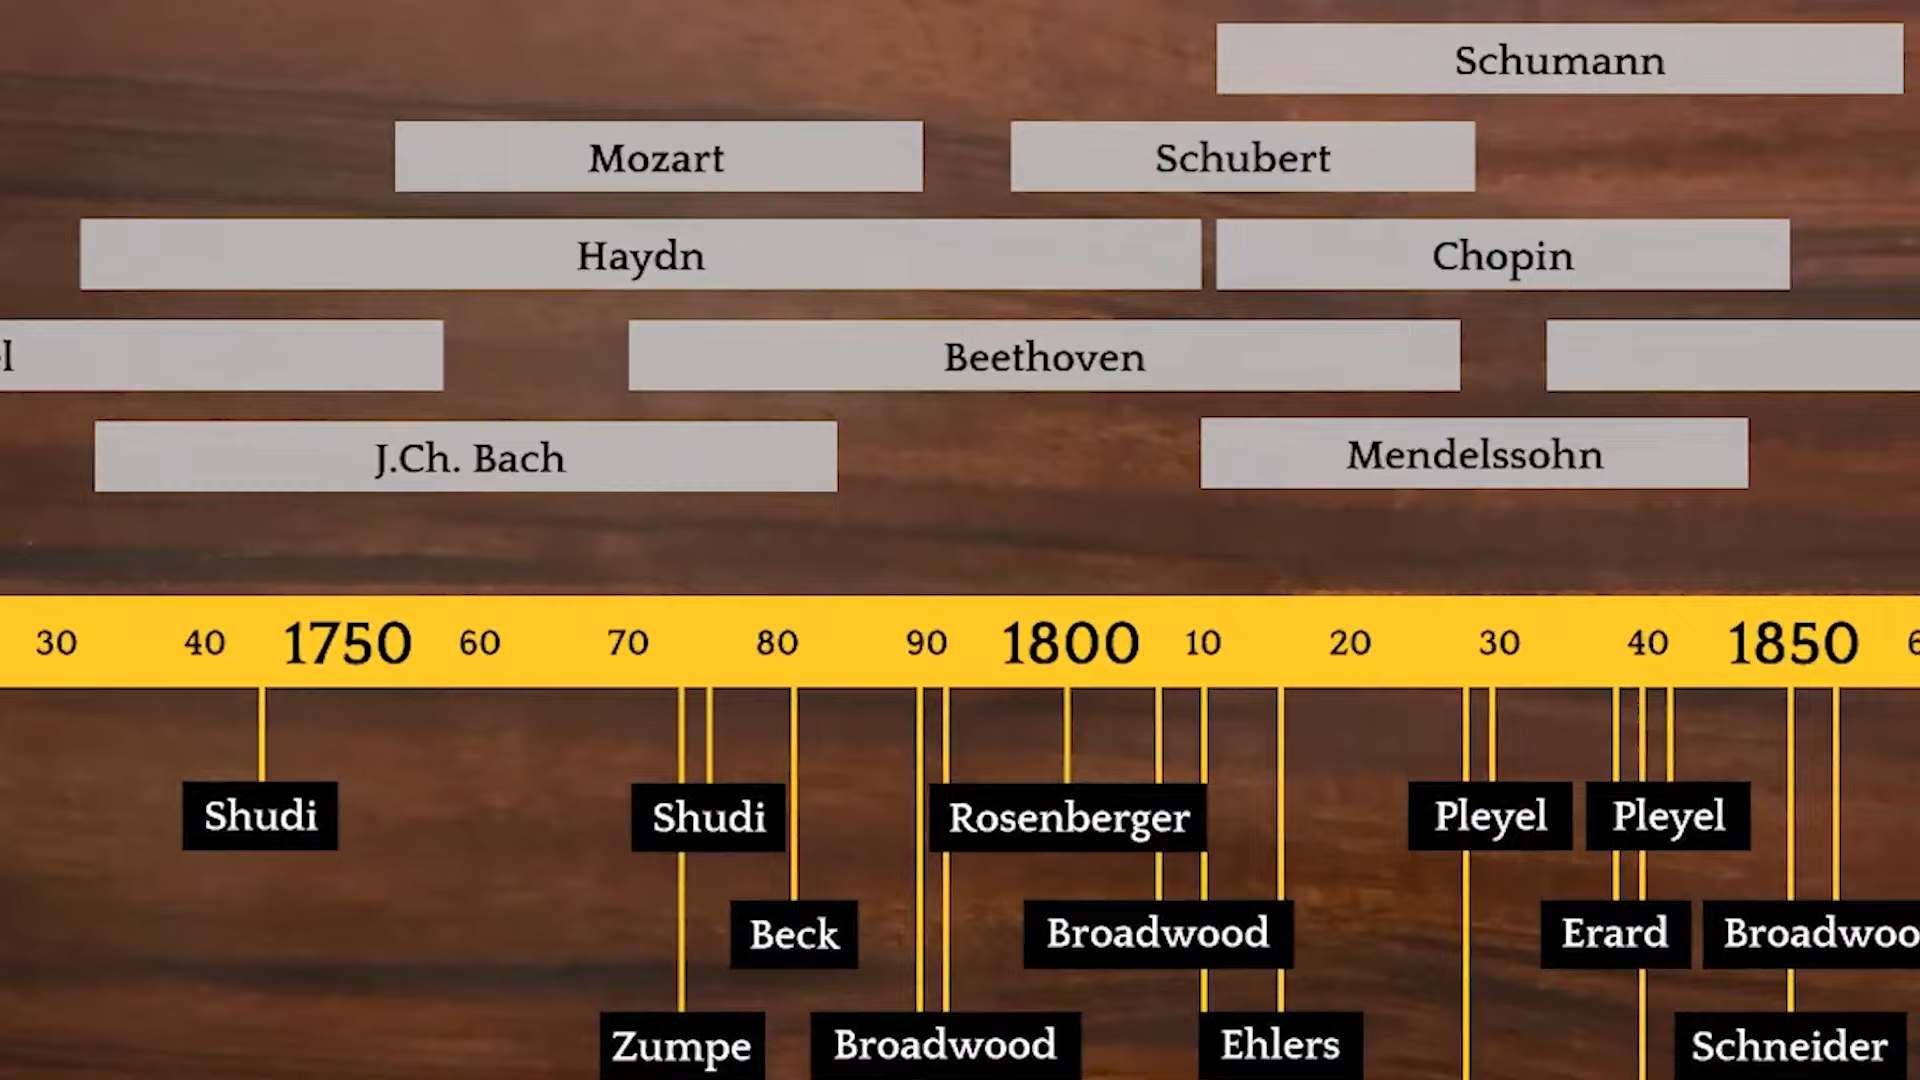 Schumann
Mozart
Schubert
Haydn
Chopin
l
Beethoven
J.Ch. Bach
Mendelssohn
30 40 1750 60 70 80 90 1800 10 20 30 40 1850
Shudi
Shudi
Rosenberger
Pleyel
Pleyel
Beck
Broadwood
Erard
Broadwoo
Zumpe
Broadwood
Ehlers
Schneider